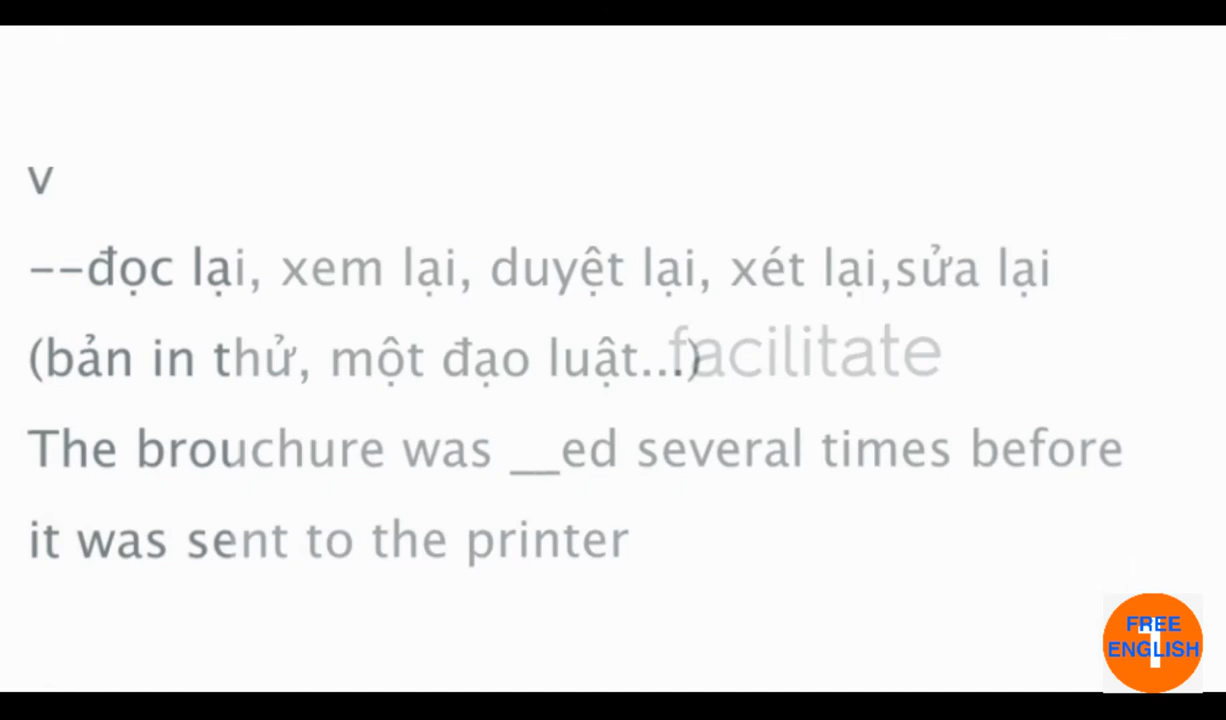 v
--đọc lại, xem lại, duyệt lại, xét lại,sửa lại
(bản in thử, một đạo luật...)
facilitate
The brouchure was __ed several times before
it was sent to the printer
1
FREE
ENGLISH